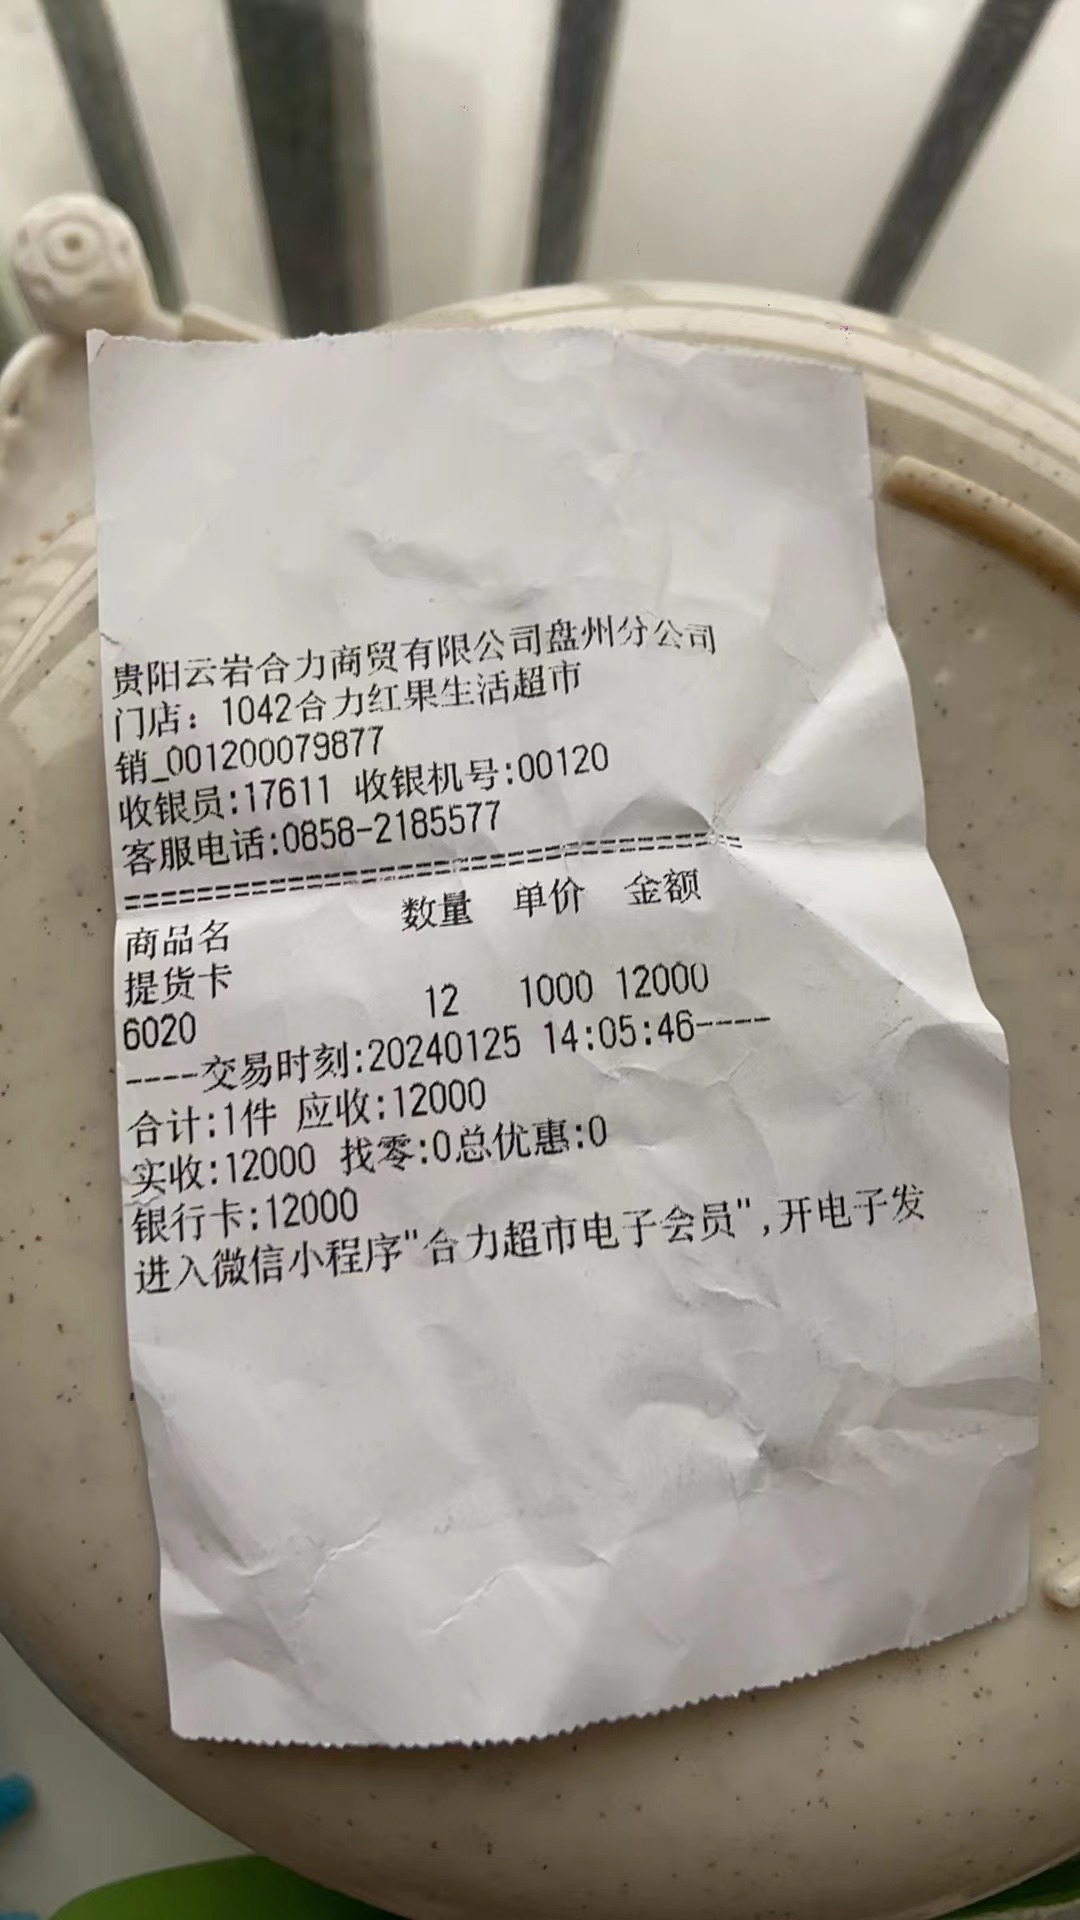 贵阳云岩合力商贸有限公司盘州分公司
门店：1042合力红果生活超市
销_001200079877
收银员:17611 收银机号:00120
客服电话:0858-2185577
==================================
商品名 数量 单价 金额
提货卡
6020 12 1000 12000
----交易时刻:20240125 14:05:46----
合计:1件 应收:12000
实收:12000 找零:0总优惠:0
银行卡:12000
进入微信小程序"合力超市电子会员",开电子发